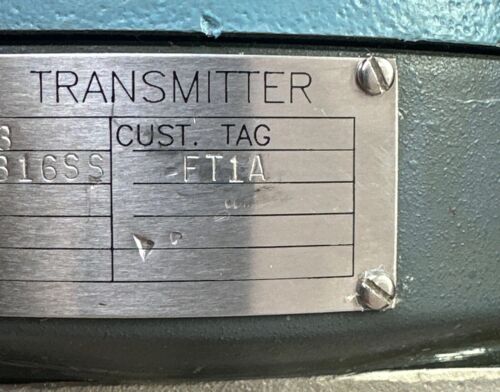 TRANSMITTER
CUST. TAG
316SS FT1A